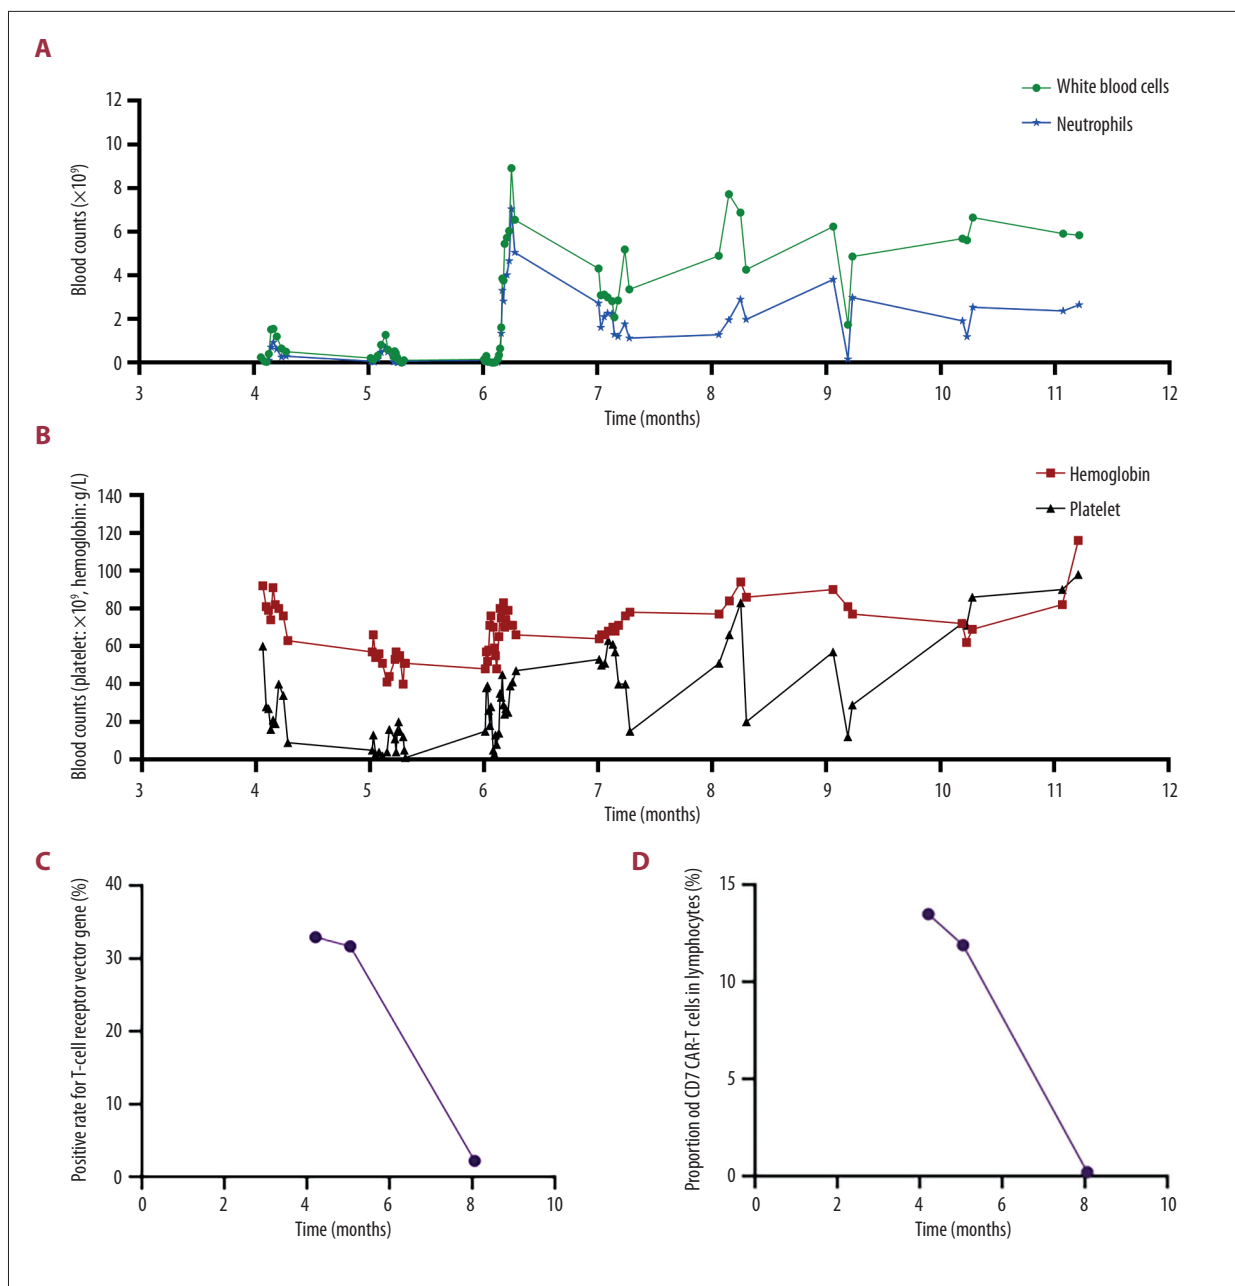 A
White blood cells
Neutrophils
Blood counts (×10⁹)
12
10
8
6
4
2
0
3 4 5 6 7 8 9 10 11 12
Time (months)
B
Hemoglobin
Platelet
Blood counts (platelet: ×10⁹, hemoglobin: g/L)
140
120
100
80
60
40
20
0
3 4 5 6 7 8 9 10 11 12
Time (months)
C
Positive rate for T-cell receptor vector gene (%)
40
30
20
10
0
0 2 4 6 8 10
Time (months)
D
Proportion od CD7 CAR-T cells in lymphocytes (%)
15
10
5
0
0 2 4 6 8 10
Time (months)